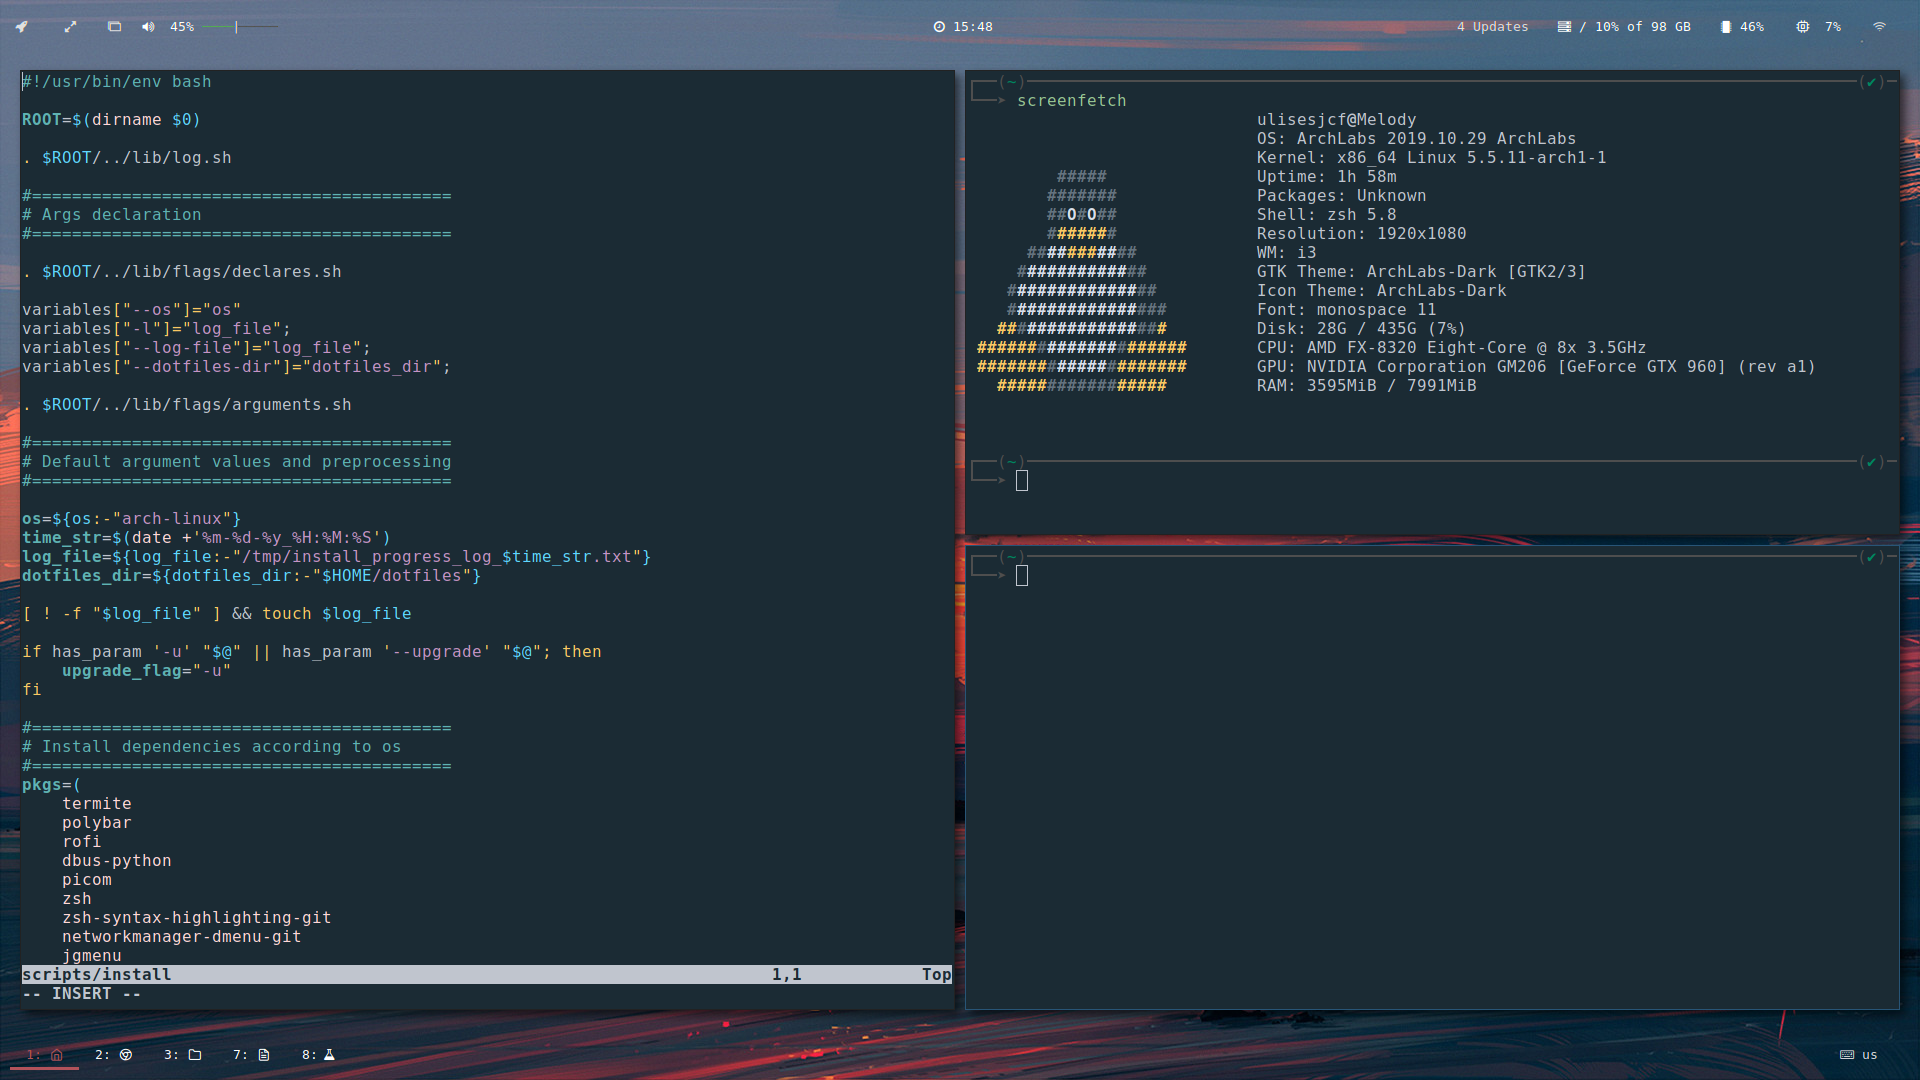 45%
15:48
4 Updates
/ 10% of 98 GB
46%
7%
#!/usr/bin/env bash
ROOT=$(dirname $0)
. $ROOT/../lib/log.sh
#==========================================
# Args declaration
#==========================================
. $ROOT/../lib/flags/declares.sh
variables["--os"]="os"
variables["-l"]="log_file";
variables["--log-file"]="log_file";
variables["--dotfiles-dir"]="dotfiles_dir";
. $ROOT/../lib/flags/arguments.sh
#==========================================
# Default argument values and preprocessing
#==========================================
os=${os:-"arch-linux"}
time_str=$(date +'%m-%d-%y_%H:%M:%S')
log_file=${log_file:-"/tmp/install_progress_log_$time_str.txt"}
dotfiles_dir=${dotfiles_dir:-"$HOME/dotfiles"}
[ ! -f "$log_file" ] && touch $log_file
if has_param '-u' "$@" || has_param '--upgrade' "$@"; then
    upgrade_flag="-u"
fi
#==========================================
# Install dependencies according to os
#==========================================
pkgs=(
    termite
    polybar
    rofi
    dbus-python
    picom
    zsh
    zsh-syntax-highlighting-git
    networkmanager-dmenu-git
    jgmenu
scripts/install 1,1 Top
-- INSERT --
(~) (✔)
screenfetch
ulisesjcf@Melody
OS: ArchLabs 2019.10.29 ArchLabs
Kernel: x86_64 Linux 5.5.11-arch1-1
##### Uptime: 1h 58m
####### Packages: Unknown
##O#O## Shell: zsh 5.8
####### Resolution: 1920x1080
########### WM: i3
############# GTK Theme: ArchLabs-Dark [GTK2/3]
############### Icon Theme: ArchLabs-Dark
################ Font: monospace 11
################# Disk: 28G / 435G (7%)
##################### CPU: AMD FX-8320 Eight-Core @ 8x 3.5GHz
##################### GPU: NVIDIA Corporation GM206 [GeForce GTX 960] (rev a1)
################# RAM: 3595MiB / 7991MiB
(~) (✔)
(~) (✔)
1:
2:
3:
7:
8:
us